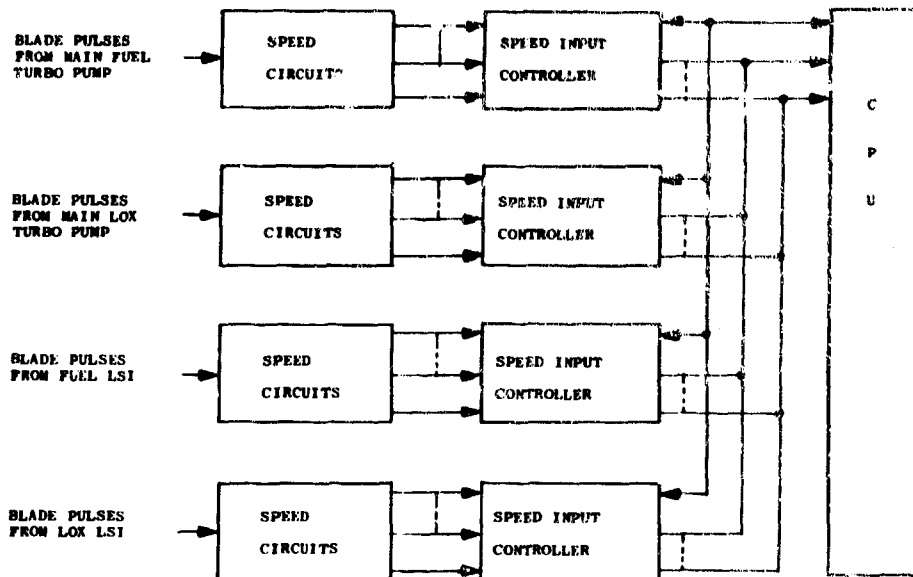 BLADE PULSES
FROM MAIN FUEL
TURBO PUMP
SPEED
CIRCUITS
SPEED INPUT
CONTROLLER
C
P
U
BLADE PULSES
FROM MAIN LOX
TURBO PUMP
SPEED
CIRCUITS
SPEED INPUT
CONTROLLER
BLADE PULSES
FROM FUEL LSI
SPEED
CIRCUITS
SPEED INPUT
CONTROLLER
BLADE PULSES
FROM LOX LSI
SPEED
CIRCUITS
SPEED INPUT
CONTROLLER